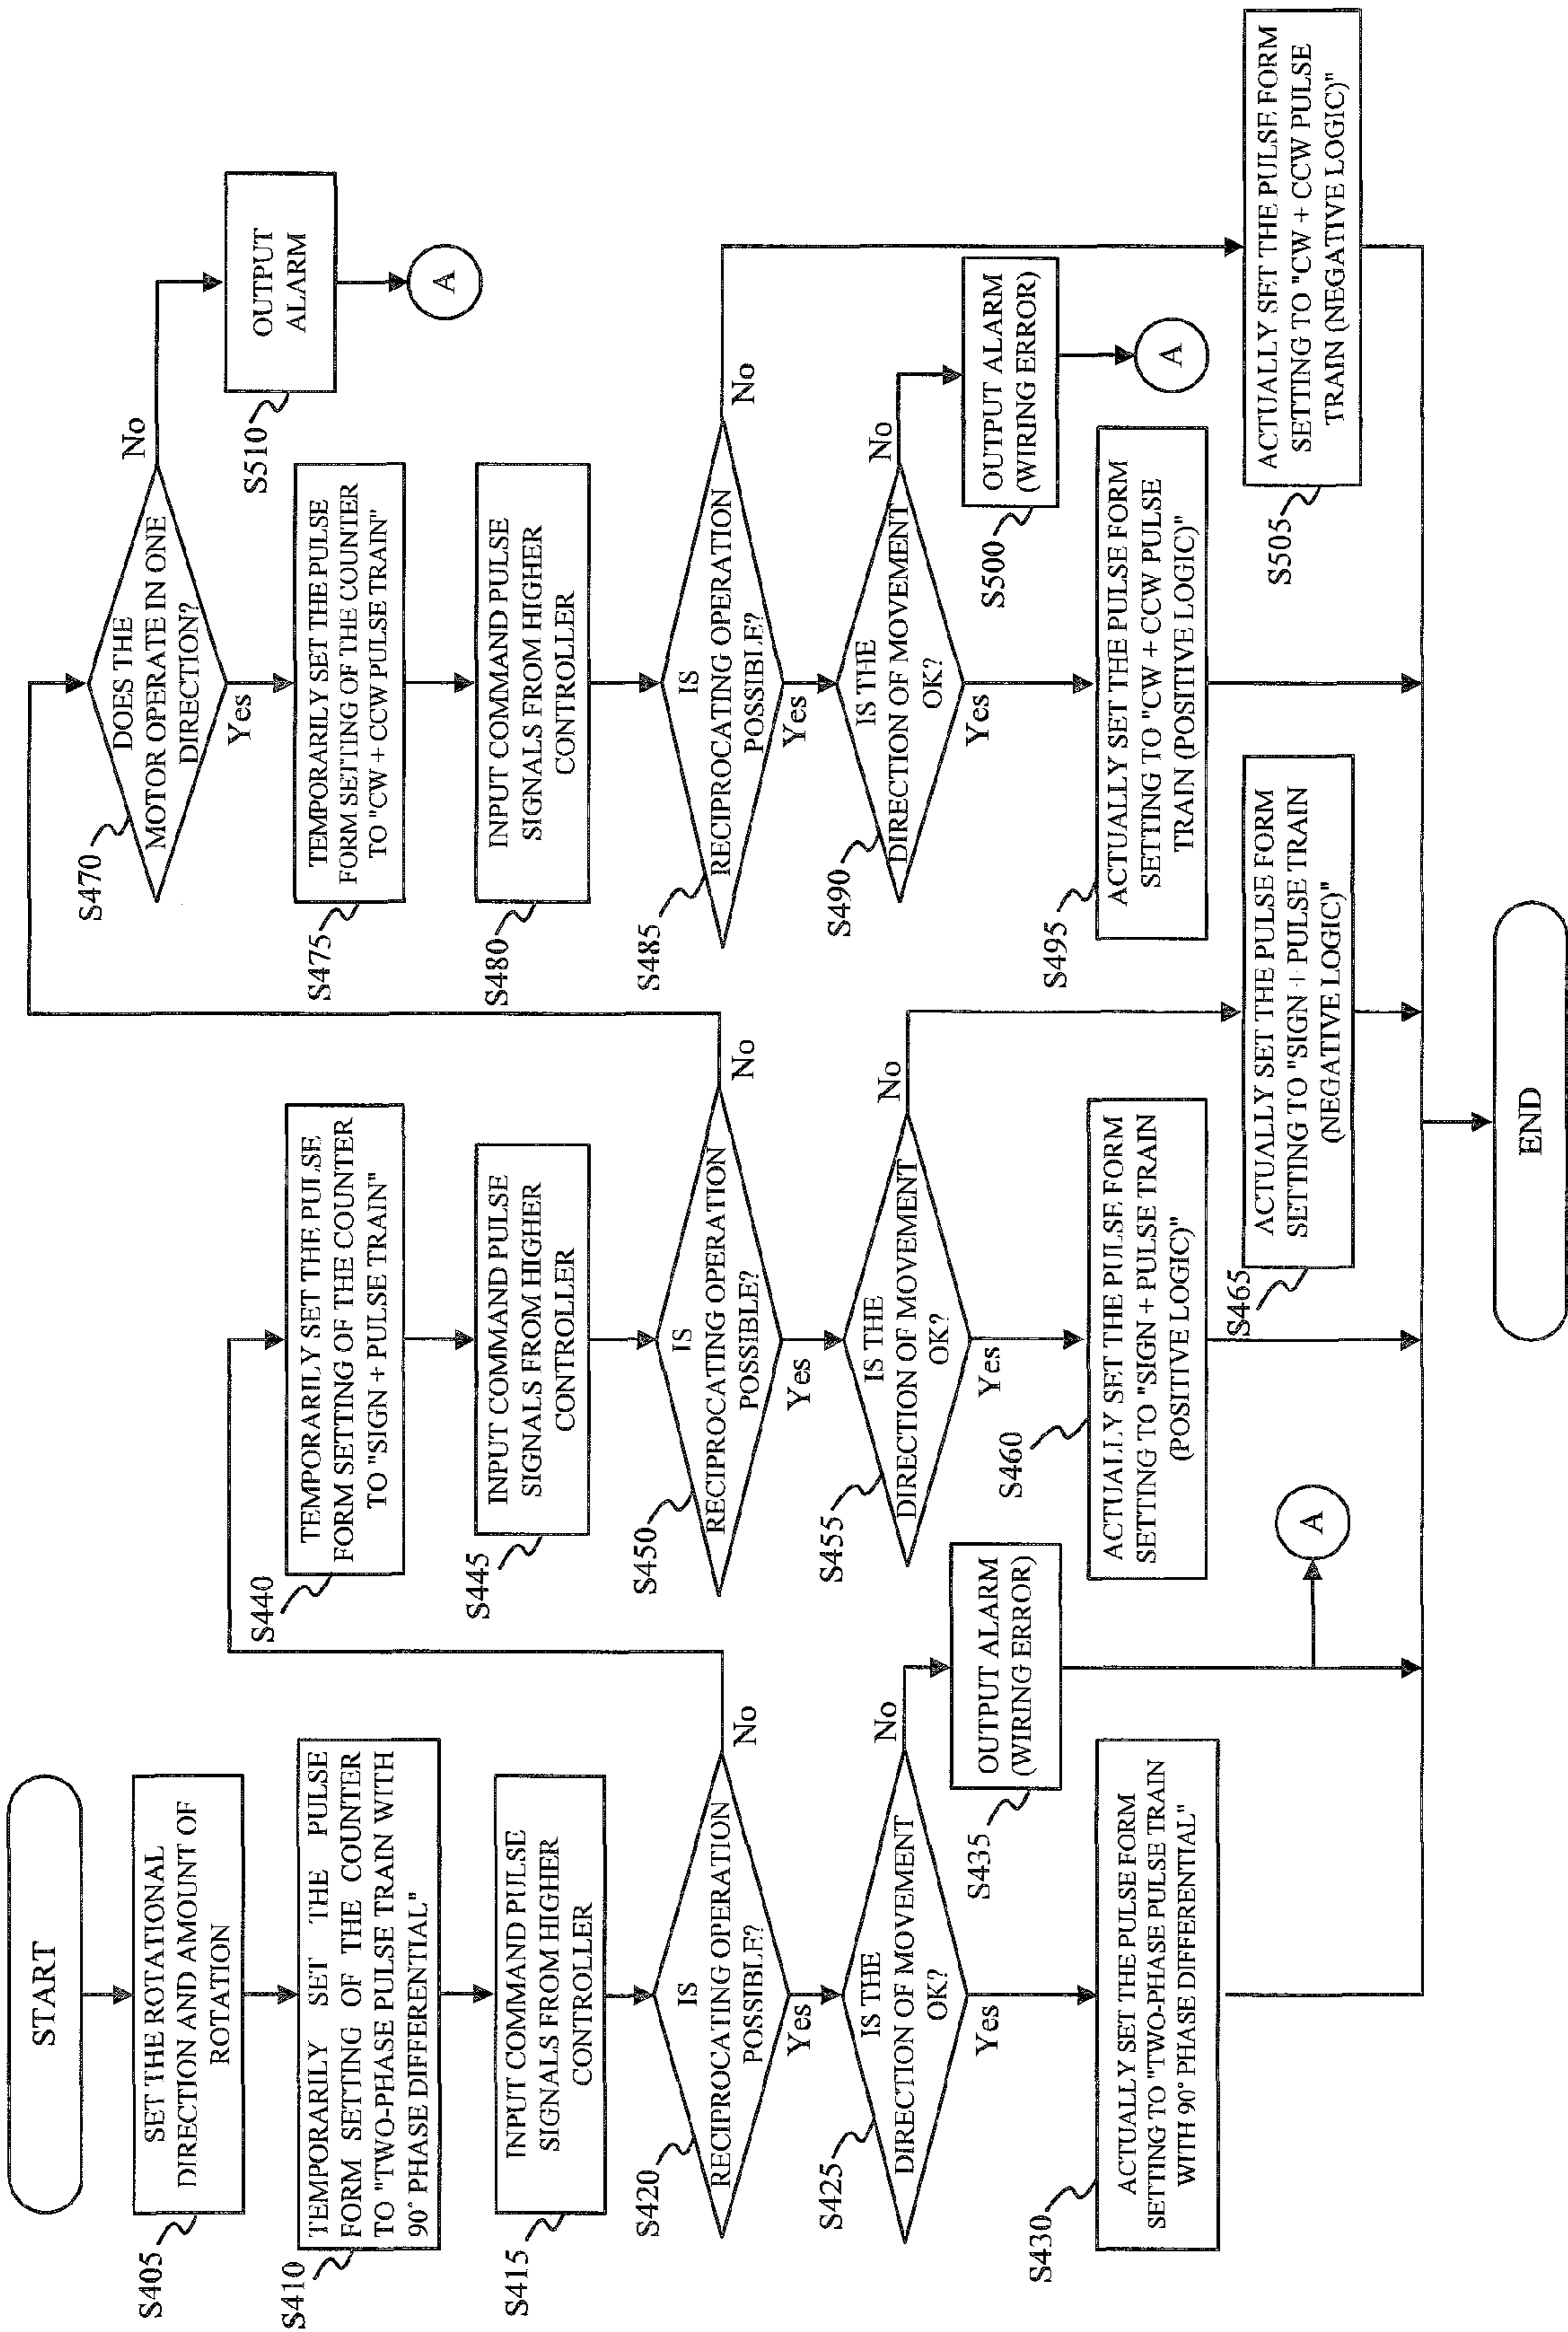 START
S405
SET THE ROTATIONAL
DIRECTION AND AMOUNT OF
ROTATION
S410
TEMPORARILY SET THE PULSE
FORM SETTING OF THE COUNTER
TO "TWO-PHASE PULSE TRAIN WITH
90° PHASE DIFFERENTIAL"
S415
INPUT COMMAND PULSE
SIGNALS FROM HIGHER
CONTROLLER
S420
IS
RECIPROCATING OPERATION
POSSIBLE?
No
Yes
S425
IS THE
DIRECTION OF MOVEMENT
OK?
No
Yes
S435
OUTPUT ALARM
(WIRING ERROR)
A
S430
ACTUALLY SET THE PULSE FORM
SETTING TO "TWO-PHASE PULSE TRAIN
WITH 90° PHASE DIFFERENTIAL"
S440
TEMPORARILY SET THE PULSE
FORM SETTING OF THE COUNTER
TO "SIGN + PULSE TRAIN"
S445
INPUT COMMAND PULSE
SIGNALS FROM HIGHER
CONTROLLER
S450
IS
RECIPROCATING OPERATION
POSSIBLE?
No
Yes
S455
IS THE
DIRECTION OF MOVEMENT
OK?
No
Yes
S460
ACTUALLY SET THE PULSE FORM
SETTING TO "SIGN + PULSE TRAIN
(POSITIVE LOGIC)"
S465
ACTUALLY SET THE PULSE FORM
SETTING TO "SIGN + PULSE TRAIN
(NEGATIVE LOGIC)"
S470
DOES THE
MOTOR OPERATE IN ONE
DIRECTION?
No
Yes
S510
OUTPUT
ALARM
A
S475
TEMPORARILY SET THE PULSE
FORM SETTING OF THE COUNTER
TO "CW + CCW PULSE TRAIN"
S480
INPUT COMMAND PULSE
SIGNALS FROM HIGHER
CONTROLLER
S485
IS
RECIPROCATING OPERATION
POSSIBLE?
No
Yes
S490
IS THE
DIRECTION OF MOVEMENT
OK?
No
Yes
S500
OUTPUT ALARM
(WIRING ERROR)
A
S495
ACTUALLY SET THE PULSE FORM
SETTING TO "CW + CCW PULSE
TRAIN (POSITIVE LOGIC)"
S505
ACTUALLY SET THE PULSE FORM
SETTING TO "CW + CCW PULSE
TRAIN (NEGATIVE LOGIC)"
END